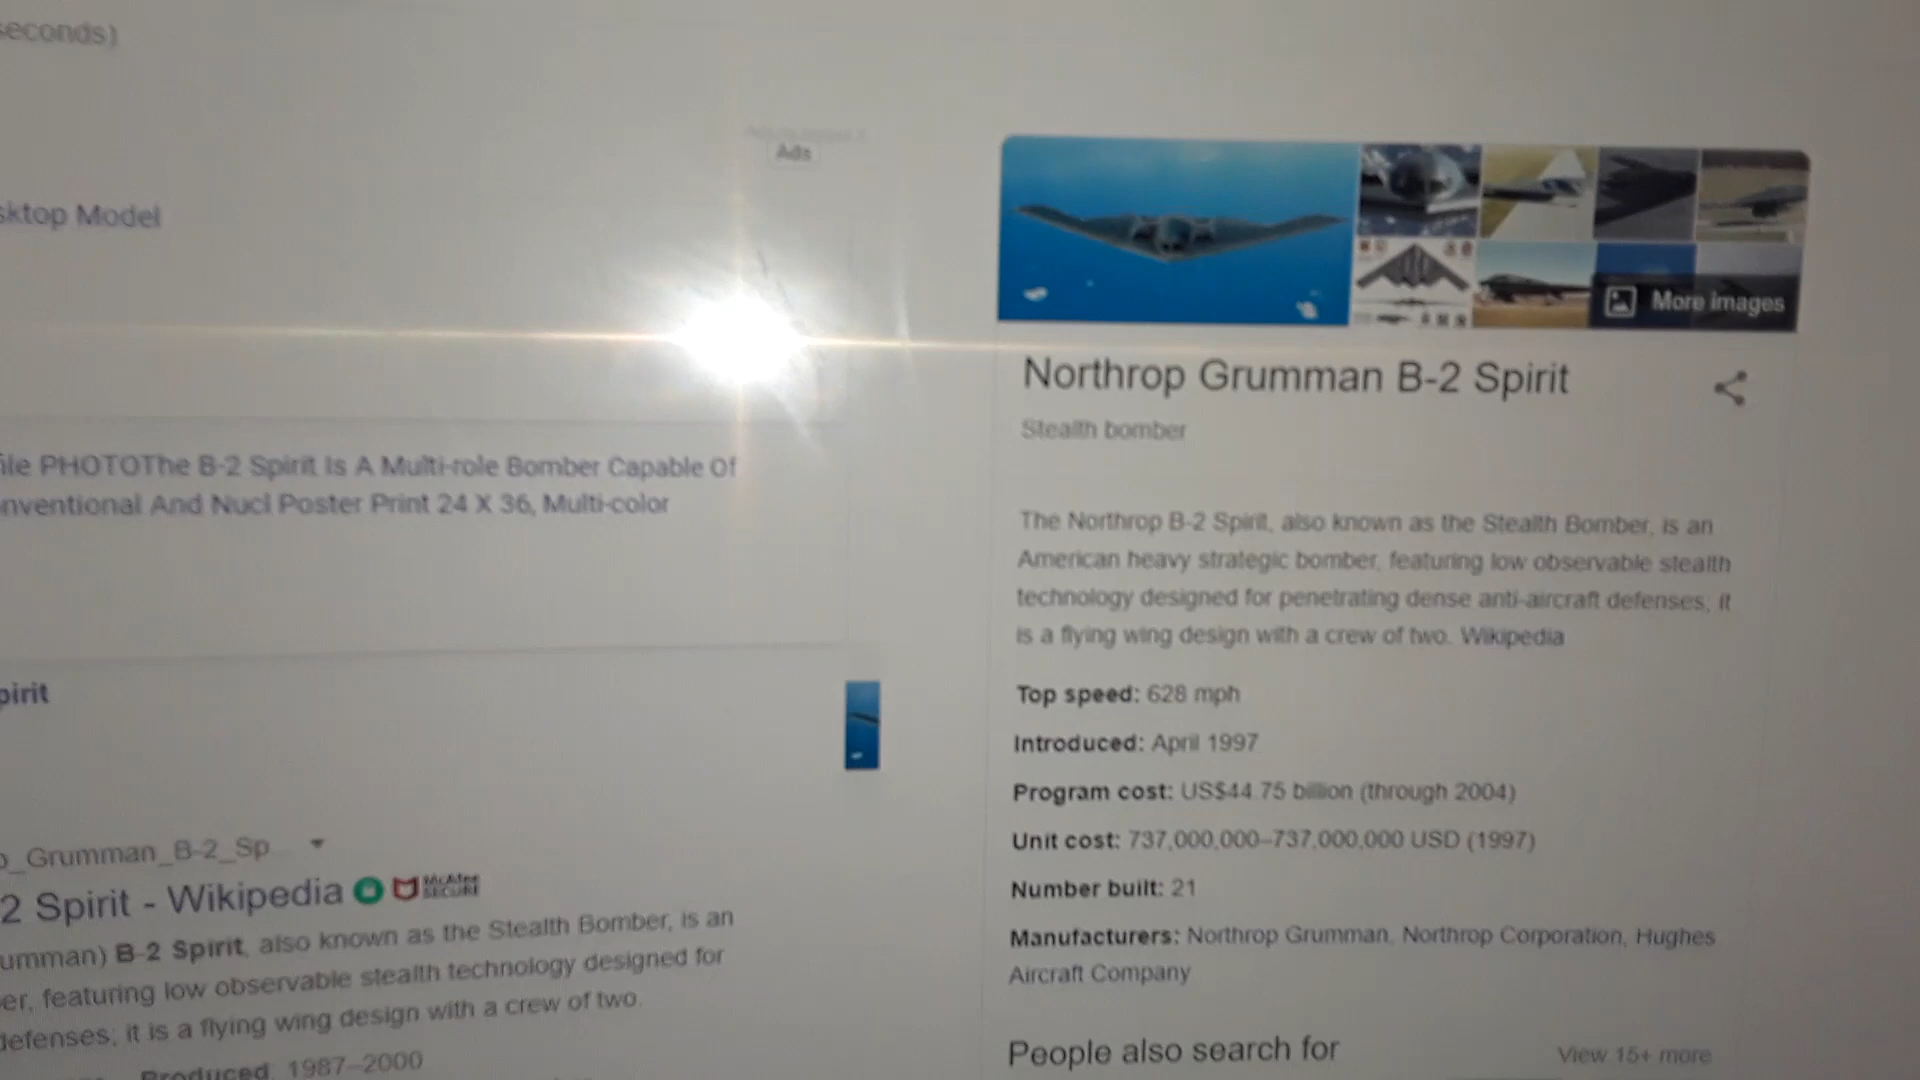 seconds)
Ads
sktop Model
ile PHOTOThe B-2 Spirit Is A Multi-role Bomber Capable Of
nventional And Nucl Poster Print 24 X 36, Multi-color
pirit
_Grumman_B-2_Sp...
2 Spirit - Wikipedia
McAfee
SECURE
umman) B-2 Spirit, also known as the Stealth Bomber, is an
er, featuring low observable stealth technology designed for
defenses; it is a flying wing design with a crew of two.
Produced 1987–2000
More images
Northrop Grumman B-2 Spirit
Stealth bomber
The Northrop B-2 Spirit, also known as the Stealth Bomber, is an
American heavy strategic bomber, featuring low observable stealth
technology designed for penetrating dense anti-aircraft defenses; it
is a flying wing design with a crew of two. Wikipedia
Top speed: 628 mph
Introduced: April 1997
Program cost: US$44.75 billion (through 2004)
Unit cost: 737,000,000–737,000,000 USD (1997)
Number built: 21
Manufacturers: Northrop Grumman, Northrop Corporation, Hughes
Aircraft Company
People also search for
View 15+ more